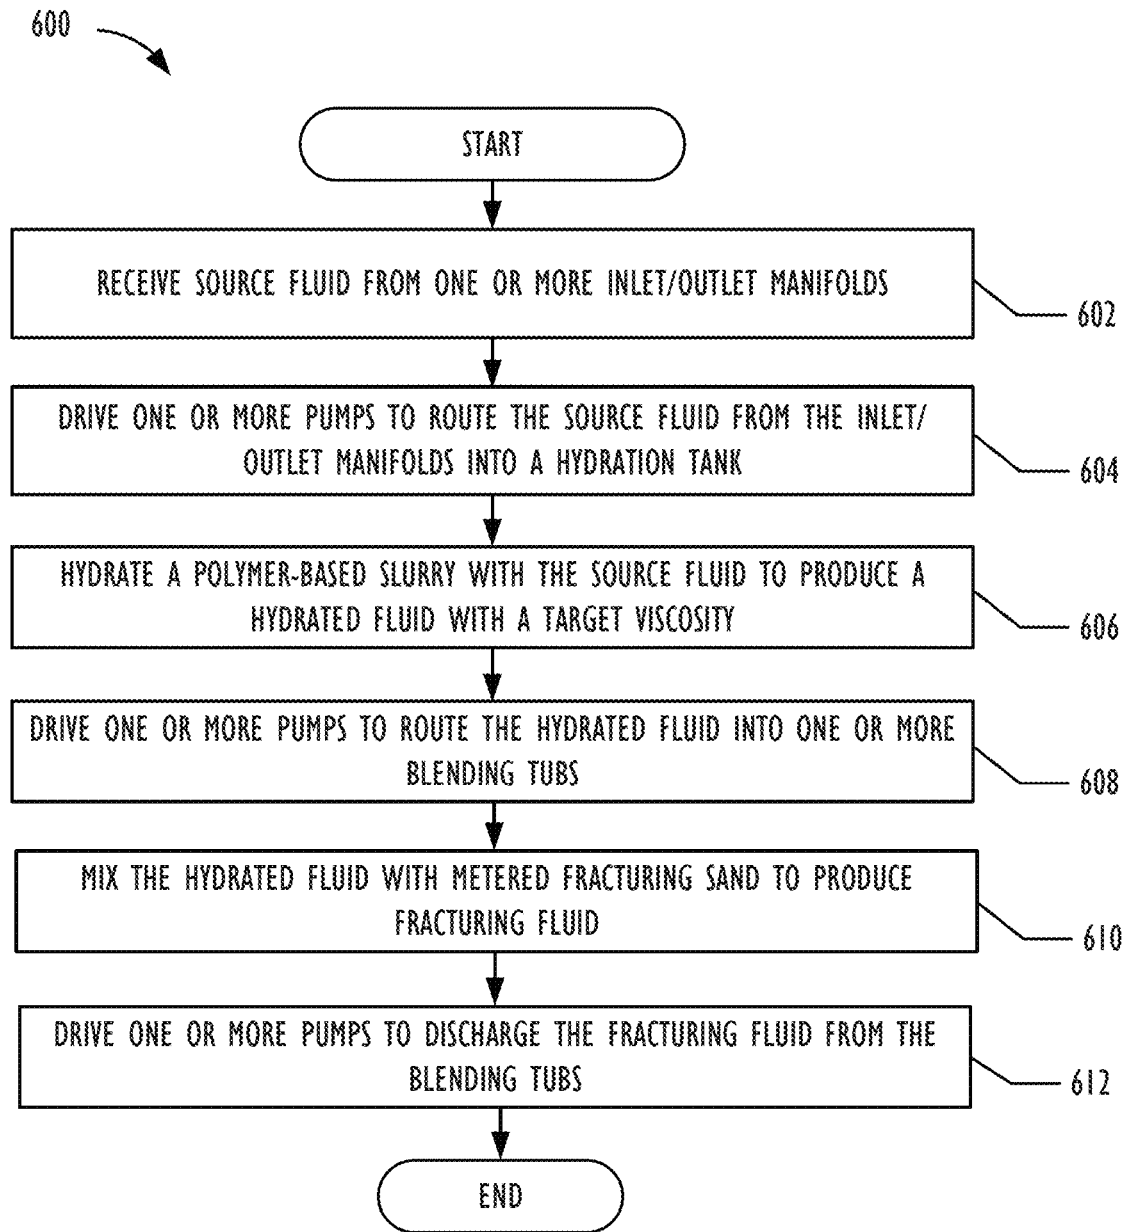 600
START
RECEIVE SOURCE FLUID FROM ONE OR MORE INLET/OUTLET MANIFOLDS
602
DRIVE ONE OR MORE PUMPS TO ROUTE THE SOURCE FLUID FROM THE INLET/
OUTLET MANIFOLDS INTO A HYDRATION TANK
604
HYDRATE A POLYMER-BASED SLURRY WITH THE SOURCE FLUID TO PRODUCE A
HYDRATED FLUID WITH A TARGET VISCOSITY
606
DRIVE ONE OR MORE PUMPS TO ROUTE THE HYDRATED FLUID INTO ONE OR MORE
BLENDING TUBS
608
MIX THE HYDRATED FLUID WITH METERED FRACTURING SAND TO PRODUCE
FRACTURING FLUID
610
DRIVE ONE OR MORE PUMPS TO DISCHARGE THE FRACTURING FLUID FROM THE
BLENDING TUBS
612
END